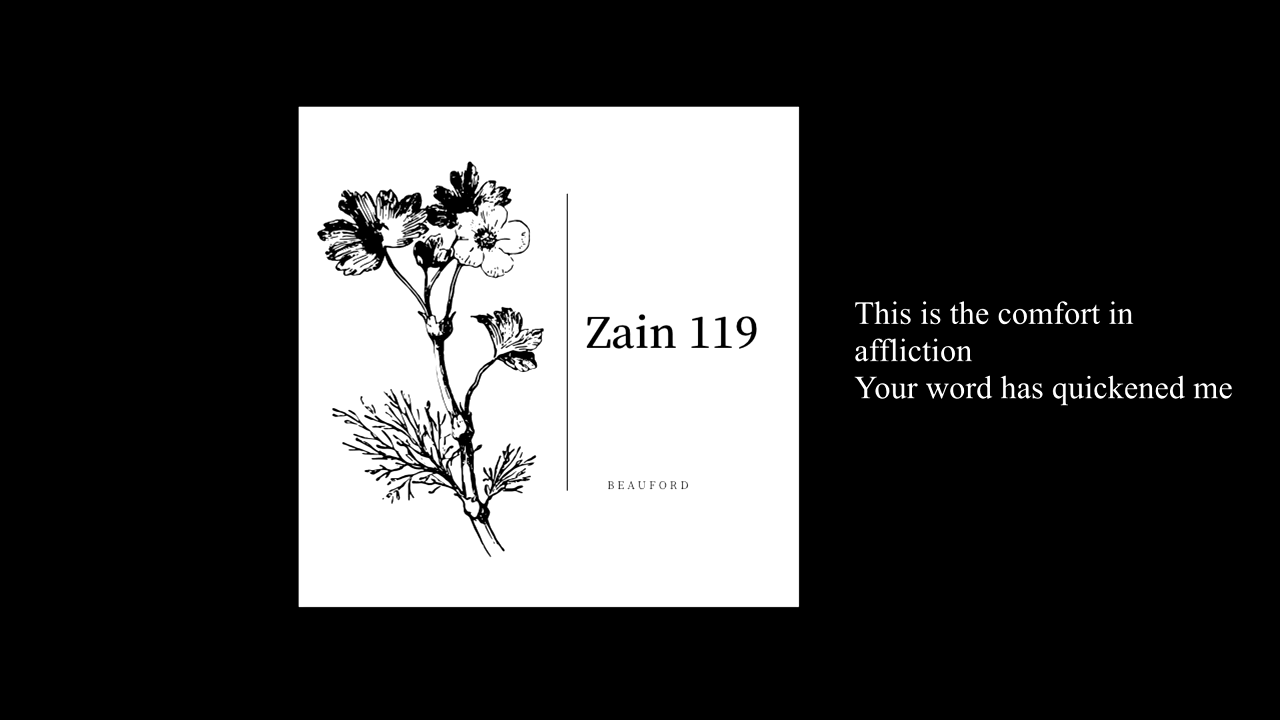 Zain 119
BEAUFORD
This is the comfort in
affliction
Your word has quickened me